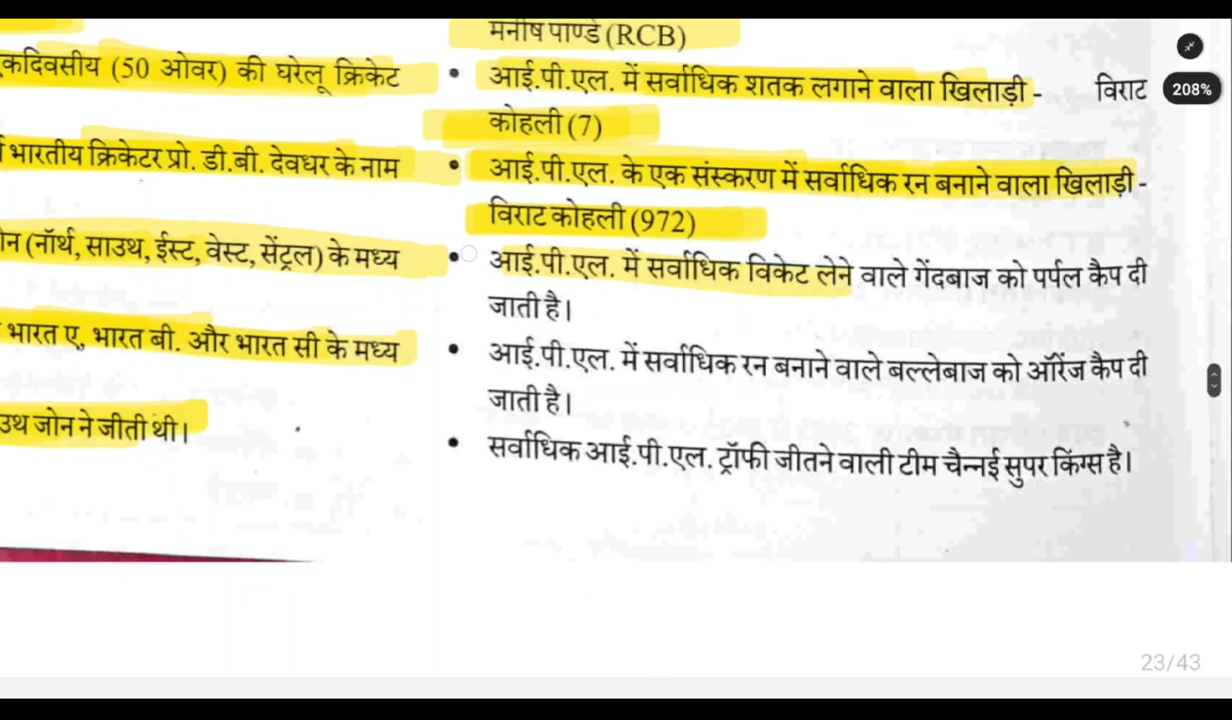 कदिवसीय (50 ओवर) की घरेलू क्रिकेट
भारतीय क्रिकेटर प्रो. डी.बी. देवधर के नाम
न (नॉर्थ, साउथ, ईस्ट, वेस्ट, सेंट्रल) के मध्य
भारत ए, भारत बी. और भारत सी के मध्य
उथ जोन ने जीती थी।
मनीष पाण्डे (RCB)
• आई.पी.एल. में सर्वाधिक शतक लगाने वाला खिलाड़ी - विराट
कोहली (7)
• आई.पी.एल. के एक संस्करण में सर्वाधिक रन बनाने वाला खिलाड़ी -
विराट कोहली (972)
• आई.पी.एल. में सर्वाधिक विकेट लेने वाले गेंदबाज को पर्पल कैप दी
जाती है।
• आई.पी.एल. में सर्वाधिक रन बनाने वाले बल्लेबाज को ऑरेंज कैप दी
जाती है।
• सर्वाधिक आई.पी.एल. ट्रॉफी जीतने वाली टीम चैन्नई सुपर किंग्स है।
208%
23/43